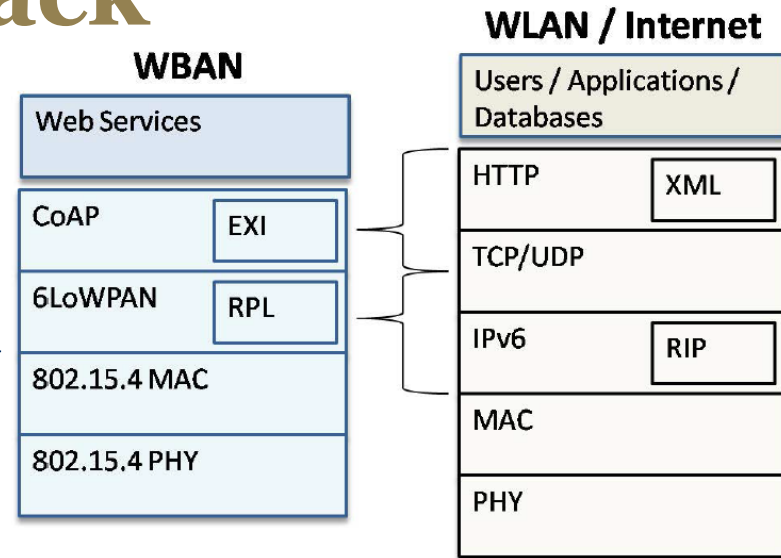 ack
WBAN
Web Services
CoAP
EXI
6LoWPAN
RPL
802.15.4 MAC
802.15.4 PHY
WLAN / Internet
Users / Applications /
Databases
HTTP
XML
TCP/UDP
IPv6
RIP
MAC
PHY